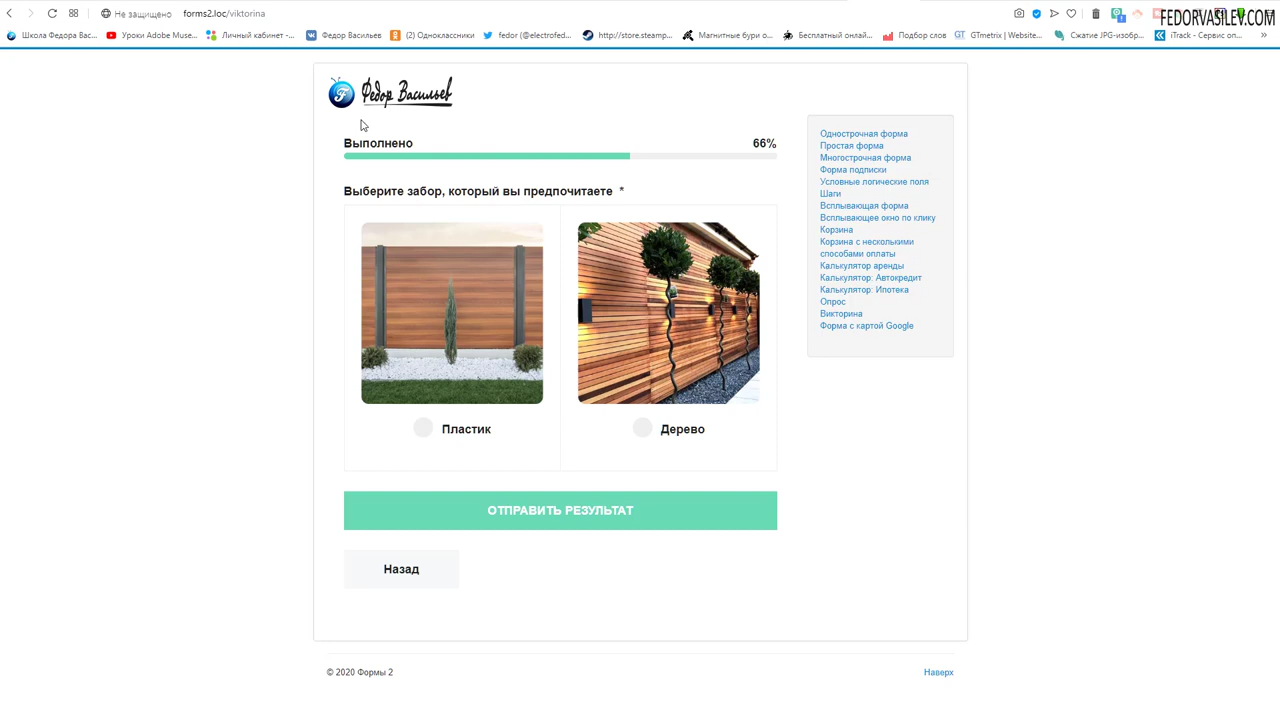 Не защищено forms2.loc/viktorina
FEDORVASILEV.COM
Школа Федора Вас... Уроки Adobe Muse... Личный кабинет -... Федор Васильев (2) Одноклассники fedor (@electrofed... http://store.steamp... Магнитные бури о... Бесплатный онлай... Подбор слов GTmetrix | Website... Сжатие JPG-изобр... iTrack - Сервис оп...
Федор Васильев
Выполнено 66%
Выберите забор, который вы предпочитаете *
Пластик
Дерево
ОТПРАВИТЬ РЕЗУЛЬТАТ
Назад
Однострочная форма
Простая форма
Многострочная форма
Форма подписки
Условные логические поля
Шаги
Всплывающая форма
Всплывающее окно по клику
Корзина
Корзина с несколькими
способами оплаты
Калькулятор аренды
Калькулятор: Автокредит
Калькулятор: Ипотека
Опрос
Викторина
Форма с картой Google
© 2020 Формы 2
Наверх